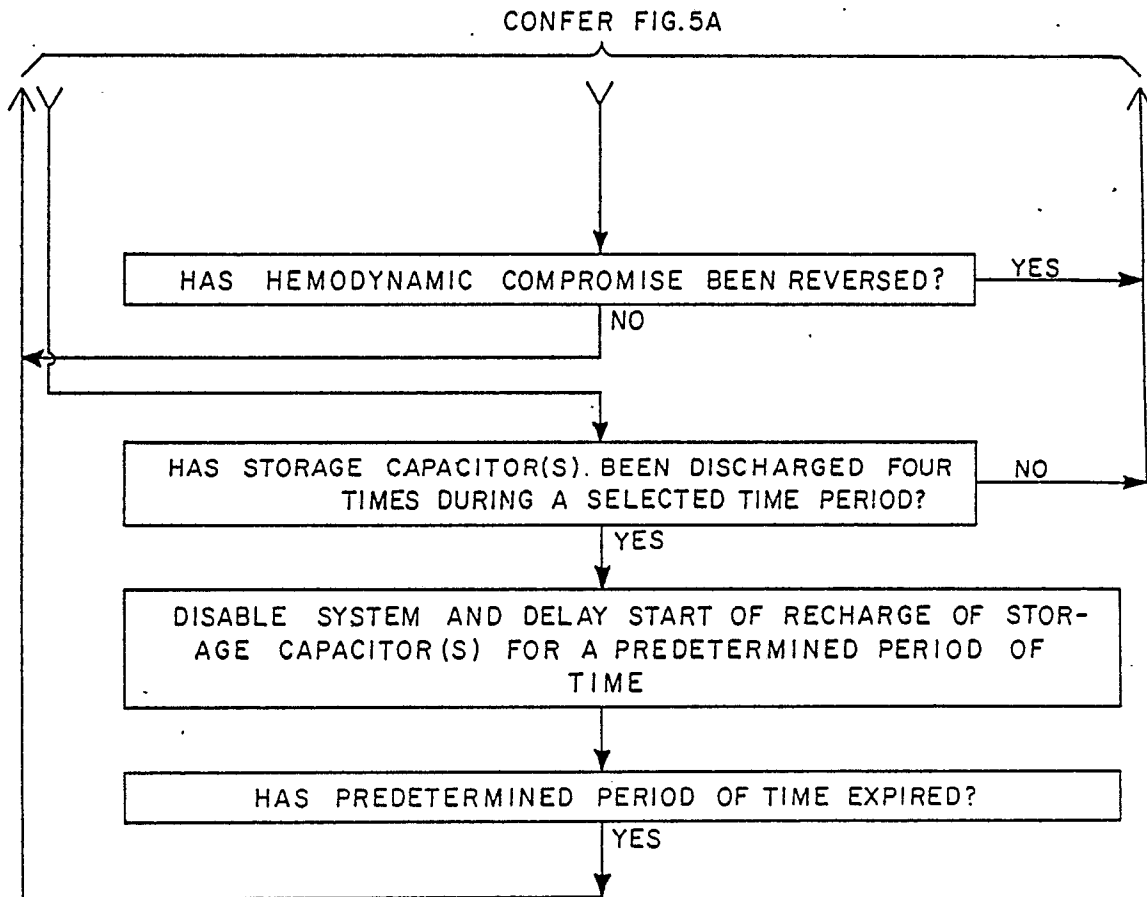 CONFER FIG.5A
HAS HEMODYNAMIC COMPROMISE BEEN REVERSED?
YES
NO
HAS STORAGE CAPACITOR(S). BEEN DISCHARGED FOUR
TIMES DURING A SELECTED TIME PERIOD?
NO
YES
DISABLE SYSTEM AND DELAY START OF RECHARGE OF STOR-
AGE CAPACITOR(S) FOR A PREDETERMINED PERIOD OF
TIME
HAS PREDETERMINED PERIOD OF TIME EXPIRED?
YES